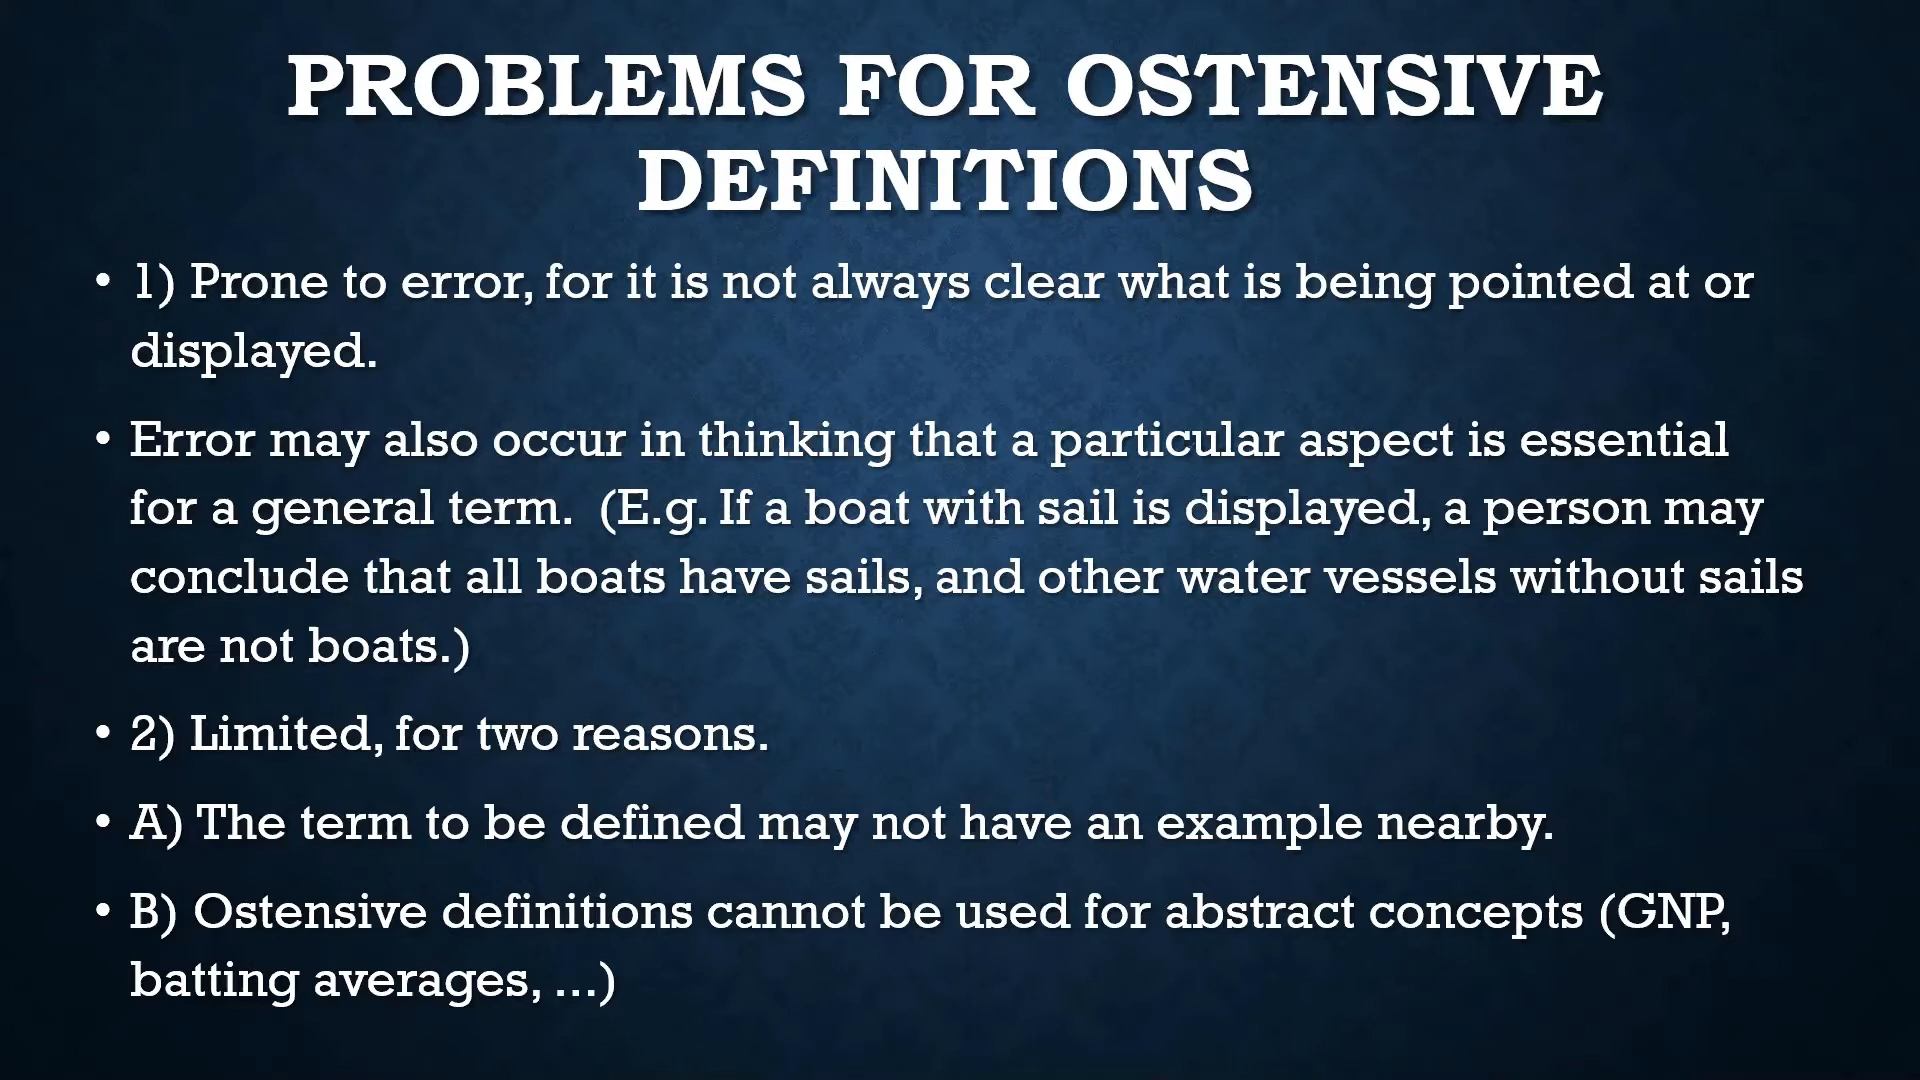 PROBLEMS FOR OSTENSIVE
DEFINITIONS
• 1) Prone to error, for it is not always clear what is being pointed at or
displayed.
• Error may also occur in thinking that a particular aspect is essential
for a general term.  (E.g. If a boat with sail is displayed, a person may
conclude that all boats have sails, and other water vessels without sails
are not boats.)
• 2) Limited, for two reasons.
• A) The term to be defined may not have an example nearby.
• B) Ostensive definitions cannot be used for abstract concepts (GNP,
batting averages, ...)